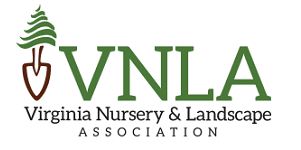 VNLA
Virginia Nursery & Landscape
ASSOCIATION